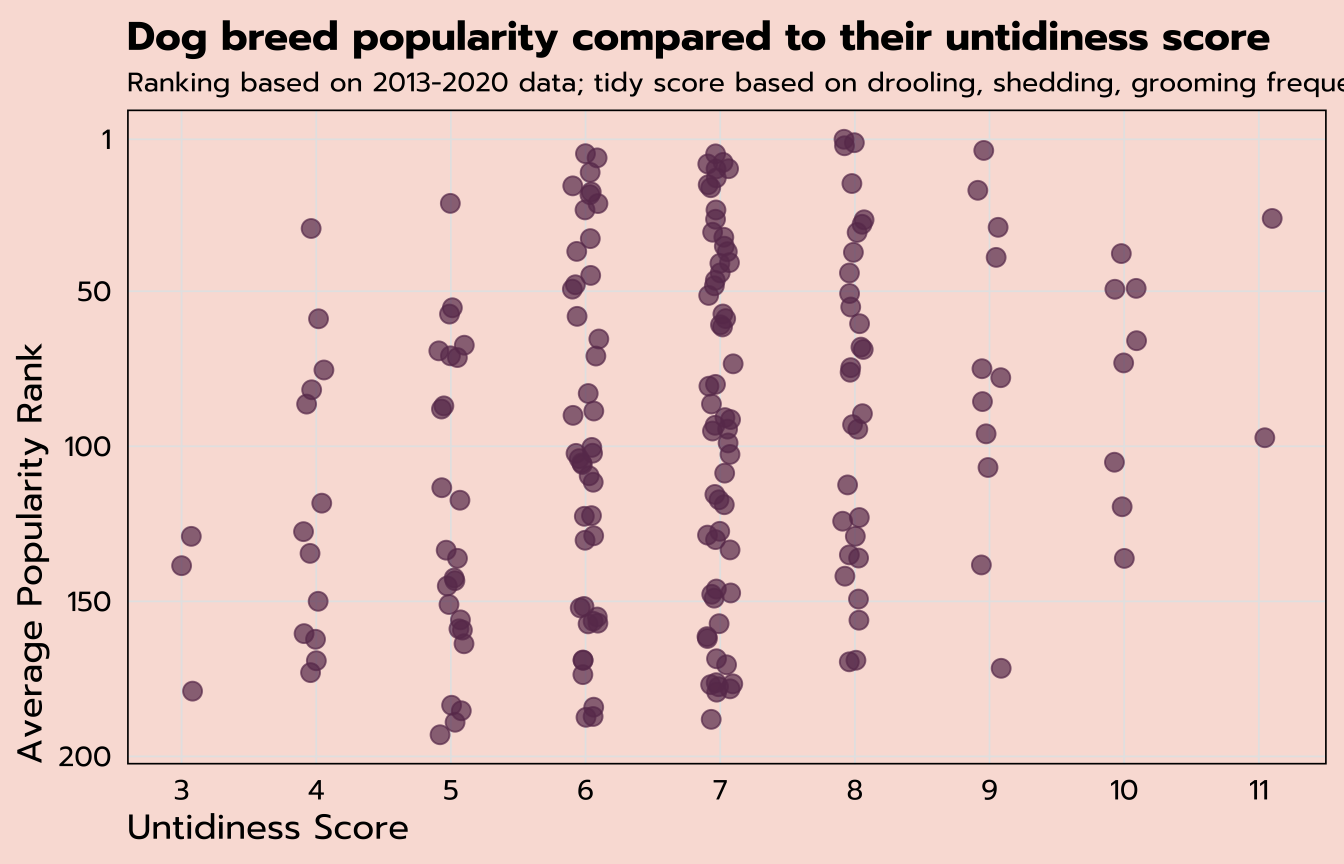 Dog breed popularity compared to their untidiness score
Ranking based on 2013-2020 data; tidy score based on drooling, shedding, grooming
1
50
100
150
200
Average Popularity Rank
3 4 5 6 7 8 9 10 11
Untidiness Score